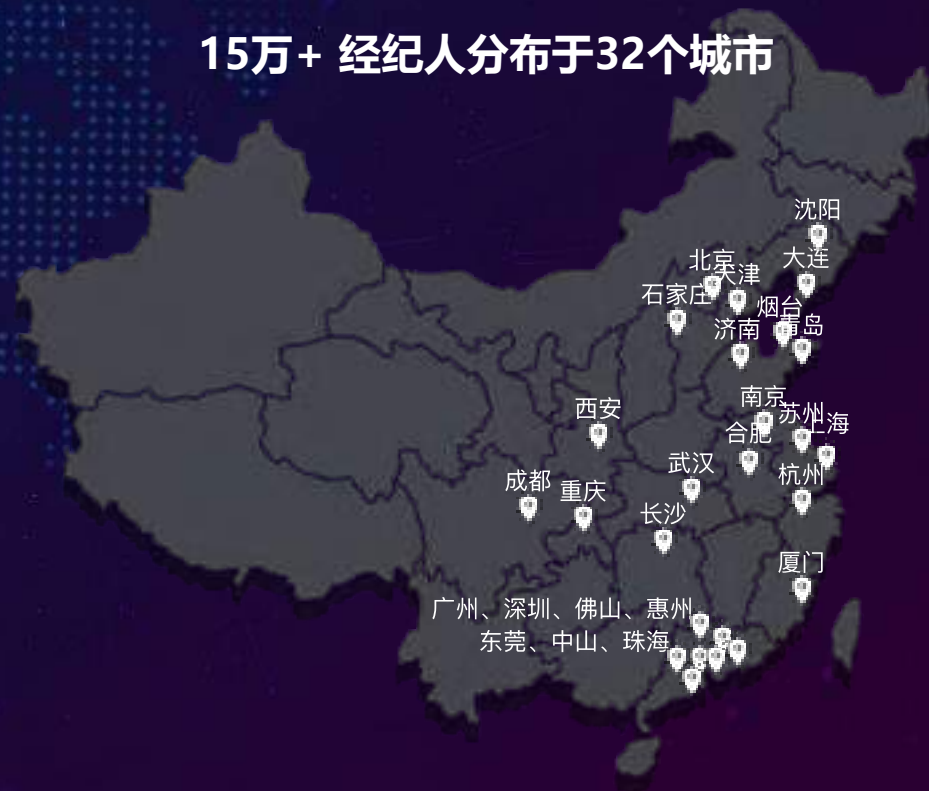 15万+ 经纪人分布于32个城市
沈阳
北京
大连
天津
石家庄
烟台
济南
青岛
南京
西安
苏州
上海
合肥
武汉
杭州
成都
重庆
长沙
厦门
广州、深圳、佛山、惠州
东莞、中山、珠海